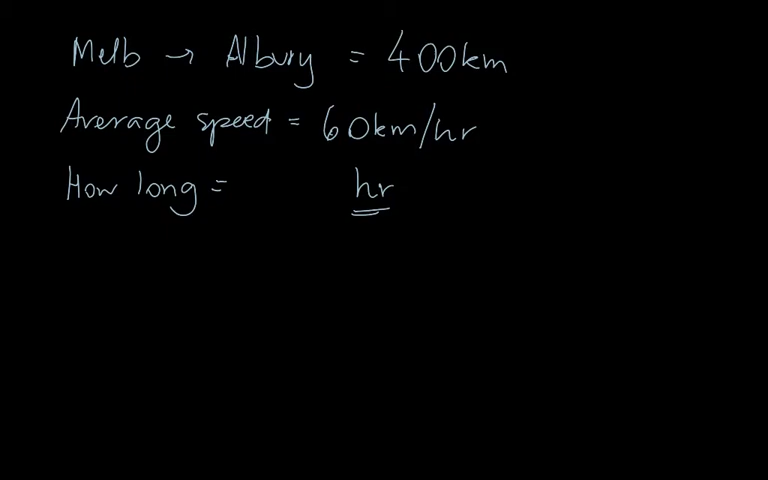 Melb → Albury = 400km
Average speed = 60km/hr
How long = hr